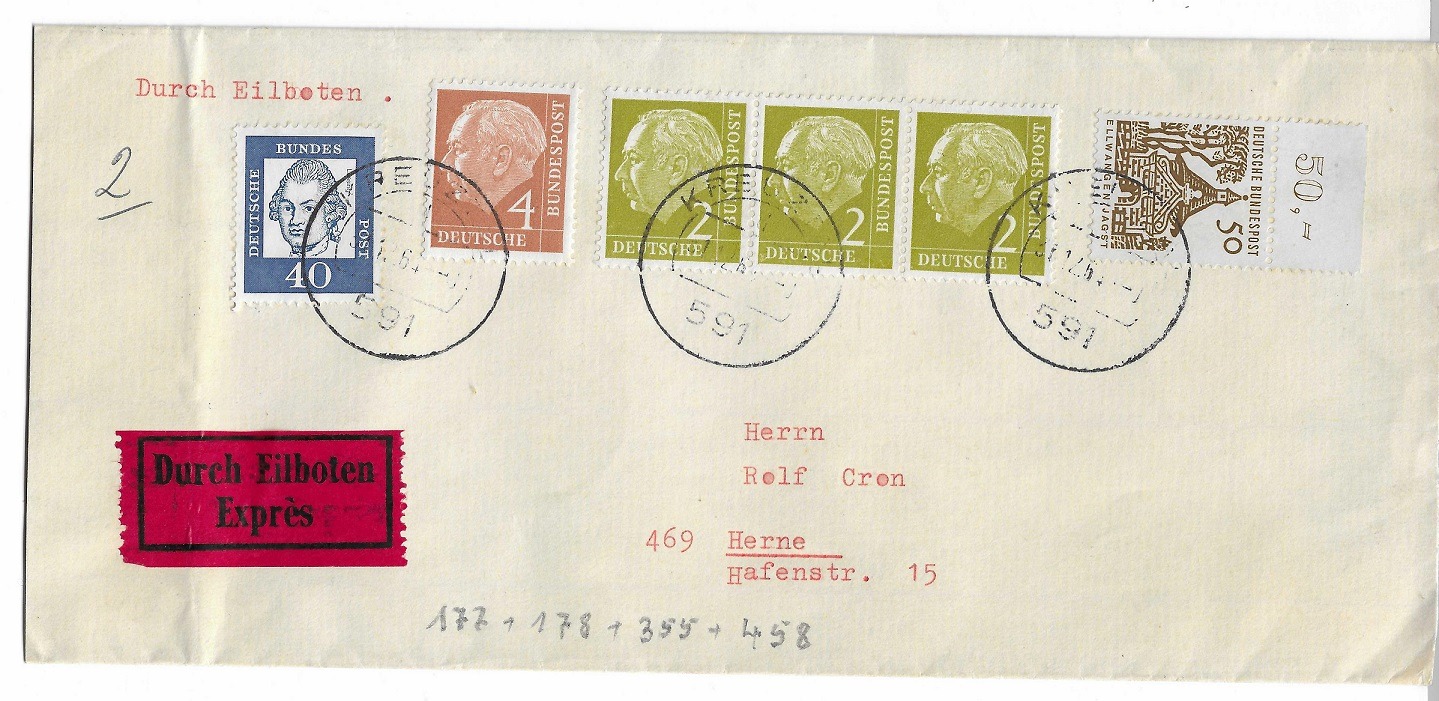 Durch Eilboten .
2
BUNDES
DEUTSCHE
POST
40
BUNDESPOST
4
DEUTSCHE
BUNDESPOST
2
DEUTSCHE
BUNDESPOST
2
DEUTSCHE
BUNDESPOST
2
DEUTSCHE
DEUTSCHE BUNDESPOST
50
ELLWANGEN/JAGST
50,=
591
591
591
Durch Eilboten
Exprès
Herrn
Rolf Cron
469 Herne
Hafenstr. 15
177 + 178 + 355 + 458